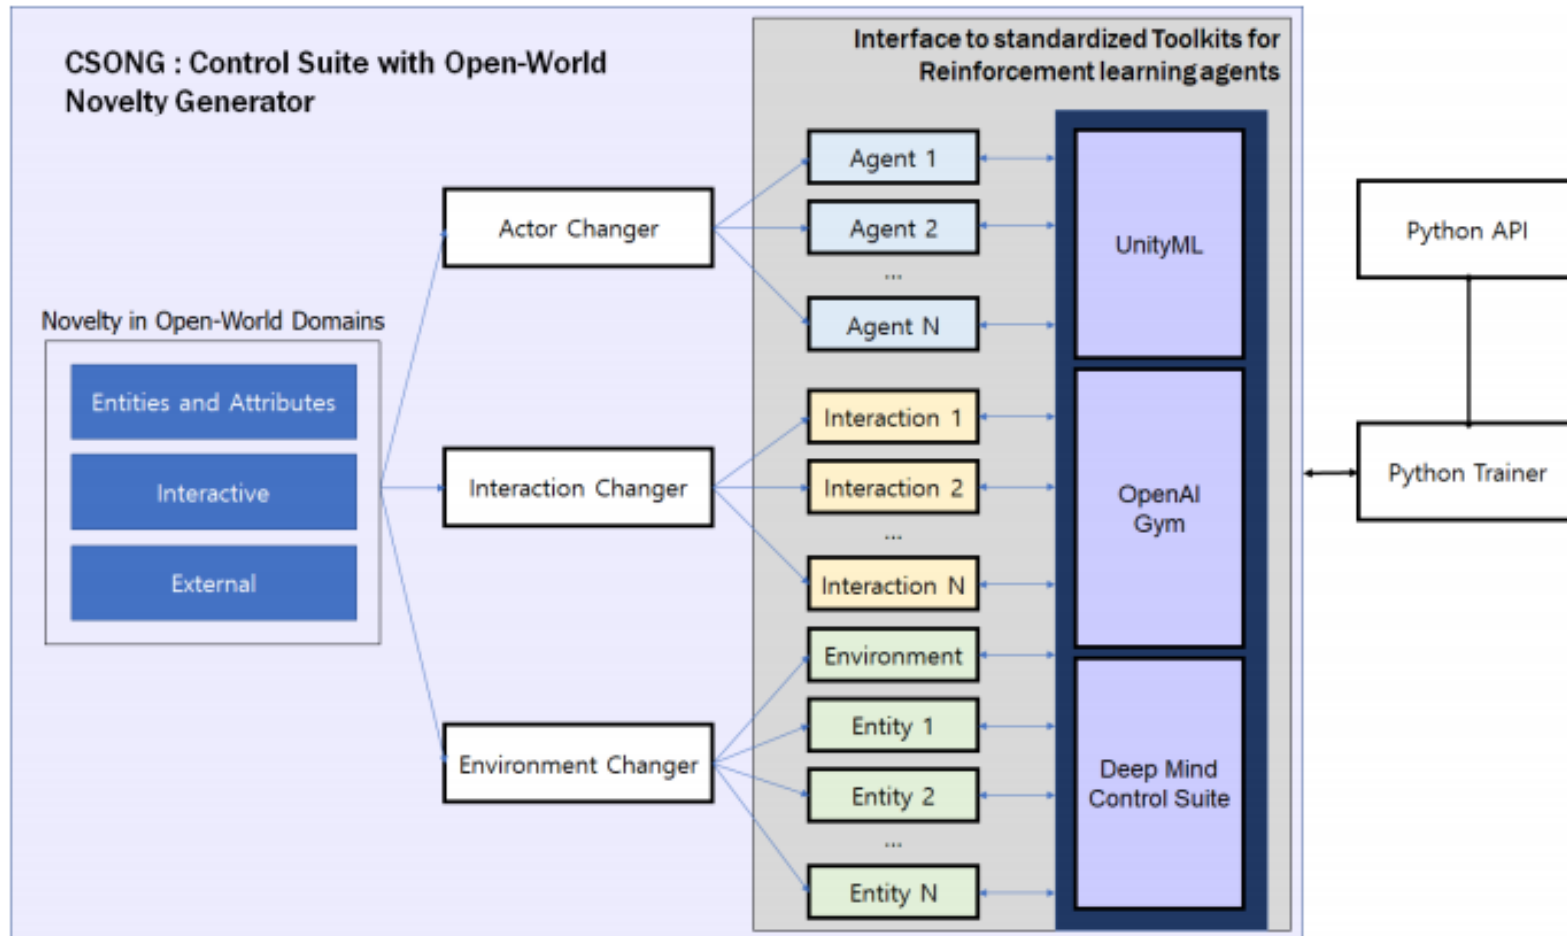 CSONG : Control Suite with Open-World
Novelty Generator
Interface to standardized Toolkits for
Reinforcement learning agents
Novelty in Open-World Domains
Entities and Attributes
Interactive
External
Actor Changer
Interaction Changer
Environment Changer
Agent 1
Agent 2
...
Agent N
Interaction 1
Interaction 2
...
Interaction N
Environment
Entity 1
Entity 2
...
Entity N
UnityML
OpenAI
Gym
Deep Mind
Control Suite
Python API
Python Trainer